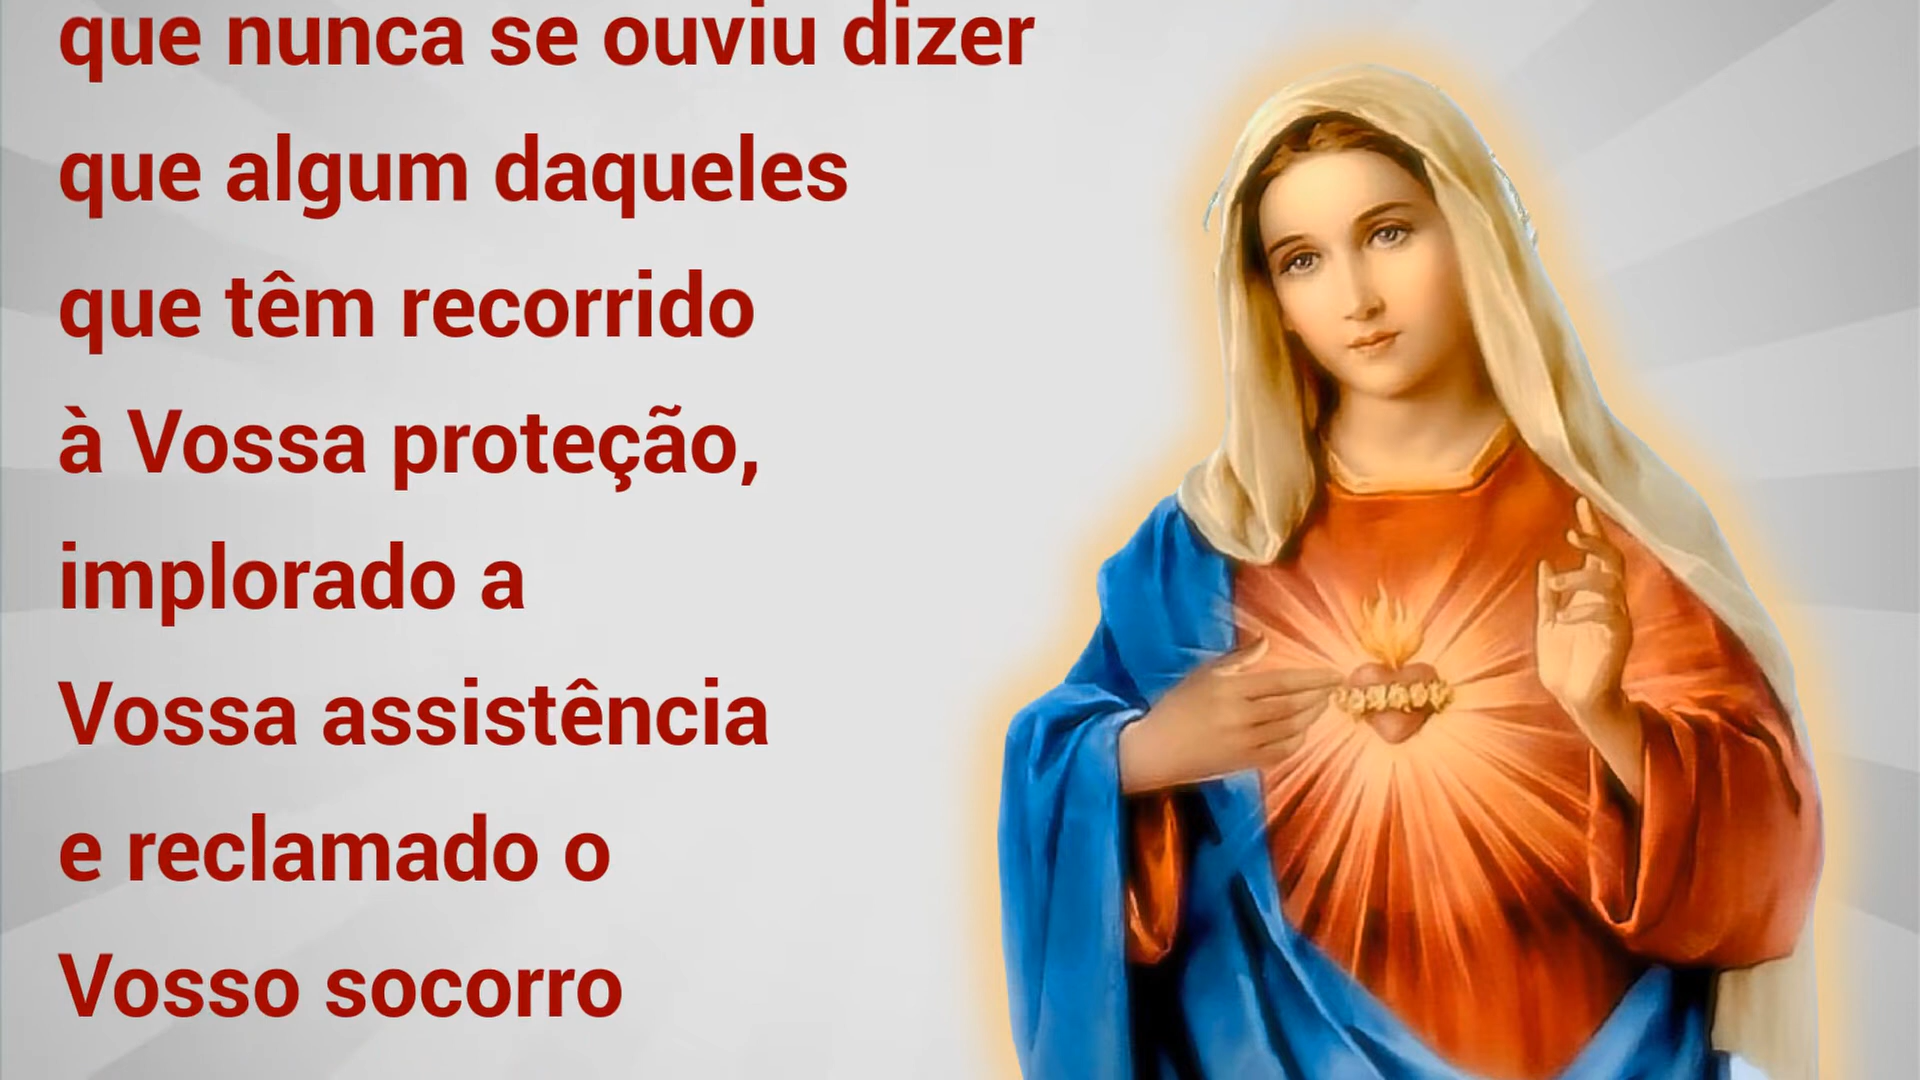 que nunca se ouviu dizer
que algum daqueles
que têm recorrido
à Vossa proteção,
implorado a
Vossa assistência
e reclamado o
Vosso socorro